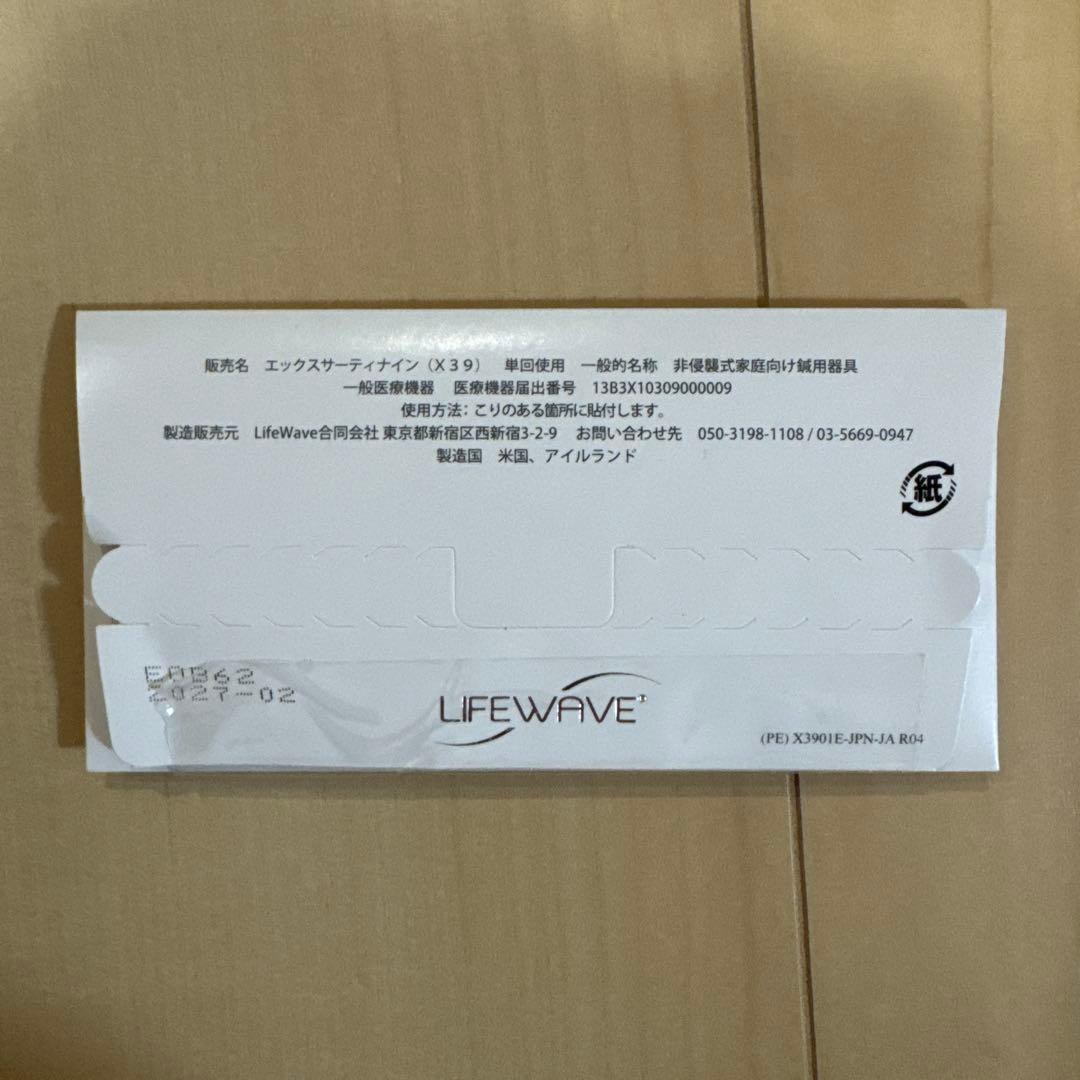 販売名 エックスサーティナイン（X39） 単回使用 一般的名称 非侵襲式家庭向け鍼用器具
一般医療機器 医療機器届出番号 13B3X10309000009
使用方法：こりのある箇所に貼付します。
製造販売元 LifeWave合同会社 東京都新宿区西新宿3-2-9 お問い合わせ先 050-3198-1108 / 03-5669-0947
製造国 米国、アイルランド
紙
2027-02
LIFEWAVE
(PE) X3901E-JPN-JA R04